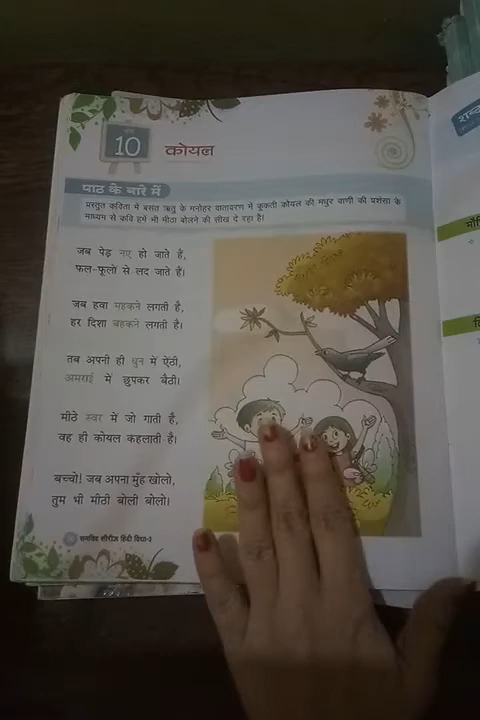 पाठ
10
कोयल
पाठ के बारे में
प्रस्तुत कविता में बसंत ऋतु के मनोहर वातावरण में कूकती कोयल की मधुर वाणी की प्रशंसा के
माध्यम से कवि हमें भी मीठा बोलने की सीख दे रहा है।
जब पेड़ नए हो जाते हैं,
फल-फूलों से लद जाते हैं।
जब हवा महकने लगती है,
हर दिशा बहकने लगती है।
तब अपनी ही धुन में ऐंठी,
अमराई में छुपकर बैठी।
मीठे स्वर में जो गाती है,
वह ही कोयल कहलाती है।
बच्चो! जब अपना मुँह खोलो,
तुम भी मीठी बोली बोलो।
सीरीज़ हिंदी विद्या-2